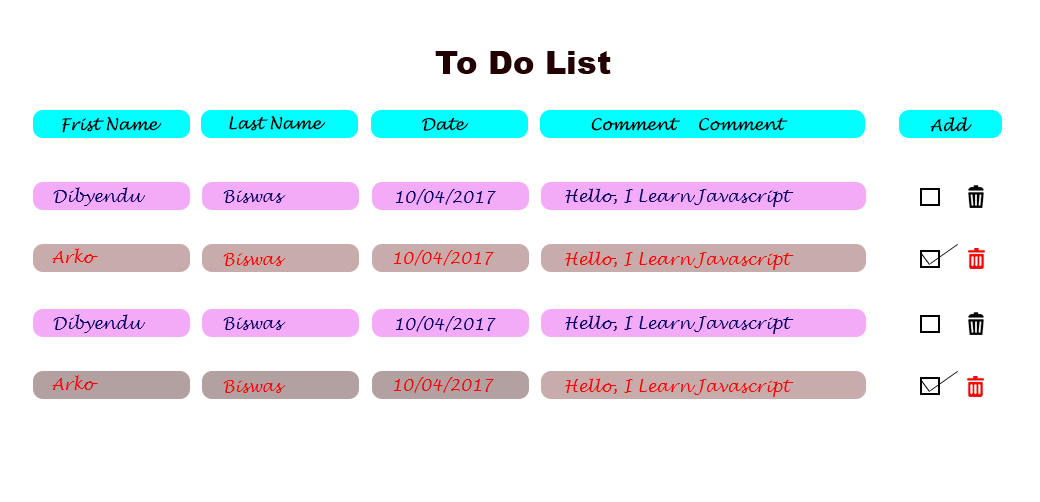 To Do List
Frist Name Last Name Date Comment Comment Add
Dibyendu Biswas 10/04/2017 Hello, I Learn Javascript
Arko Biswas 10/04/2017 Hello, I Learn Javascript
Dibyendu Biswas 10/04/2017 Hello, I Learn Javascript
Arko Biswas 10/04/2017 Hello, I Learn Javascript